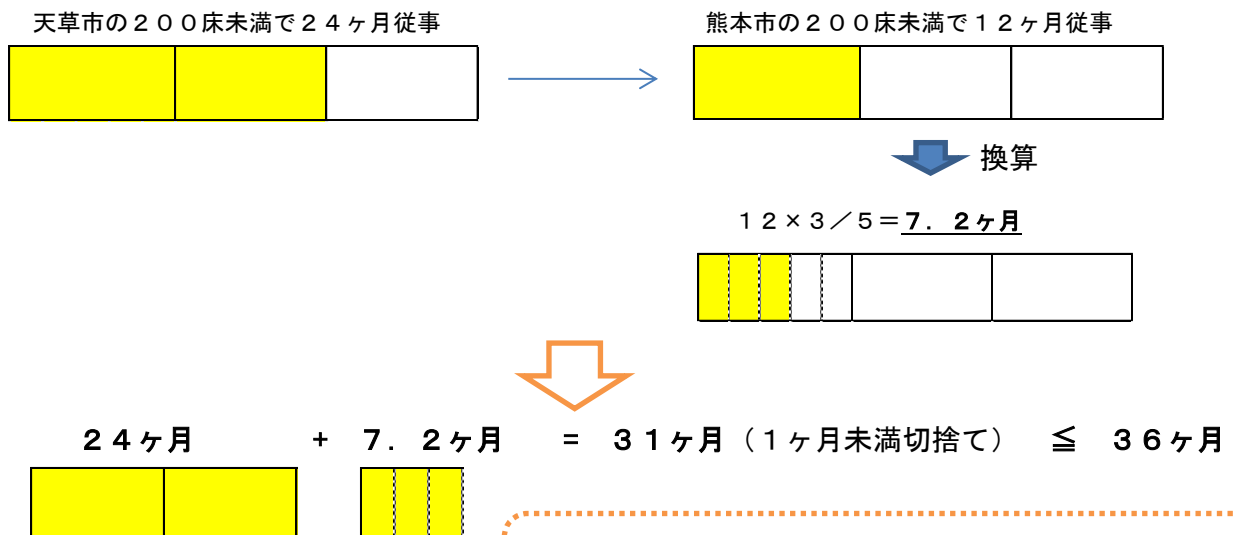 天草市の２００床未満で２４ヶ月従事
熊本市の２００床未満で１２ヶ月従事
換算
１２×３／５＝７．２ヶ月
２４ヶ月 + ７．２ヶ月 = ３１ヶ月（１ヶ月未満切捨て） ≦ ３６ヶ月